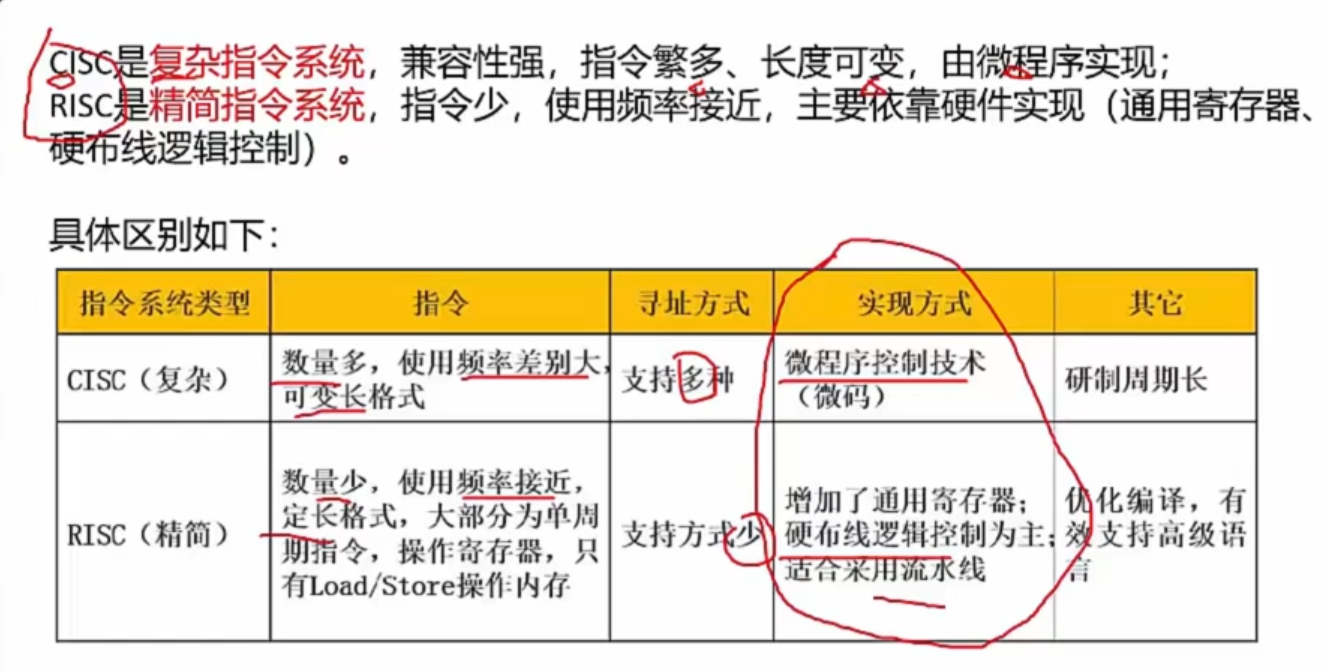 CISC是复杂指令系统，兼容性强，指令繁多、长度可变，由微程序实现；
RISC是精简指令系统，指令少，使用频率接近，主要依靠硬件实现（通用寄存器、
硬布线逻辑控制）。
具体区别如下：
指令系统类型 指令 寻址方式 实现方式 其它
CISC（复杂）
数量多，使用频率差别大，
可变长格式
支持多种
微程序控制技术
（微码）
研制周期长
RISC（精简）
数量少，使用频率接近，
定长格式，大部分为单周
期指令，操作寄存器，只
有Load/Store操作内存
支持方式少
增加了通用寄存器；
硬布线逻辑控制为主；
适合采用流水线
优化编译，有
效支持高级语
言